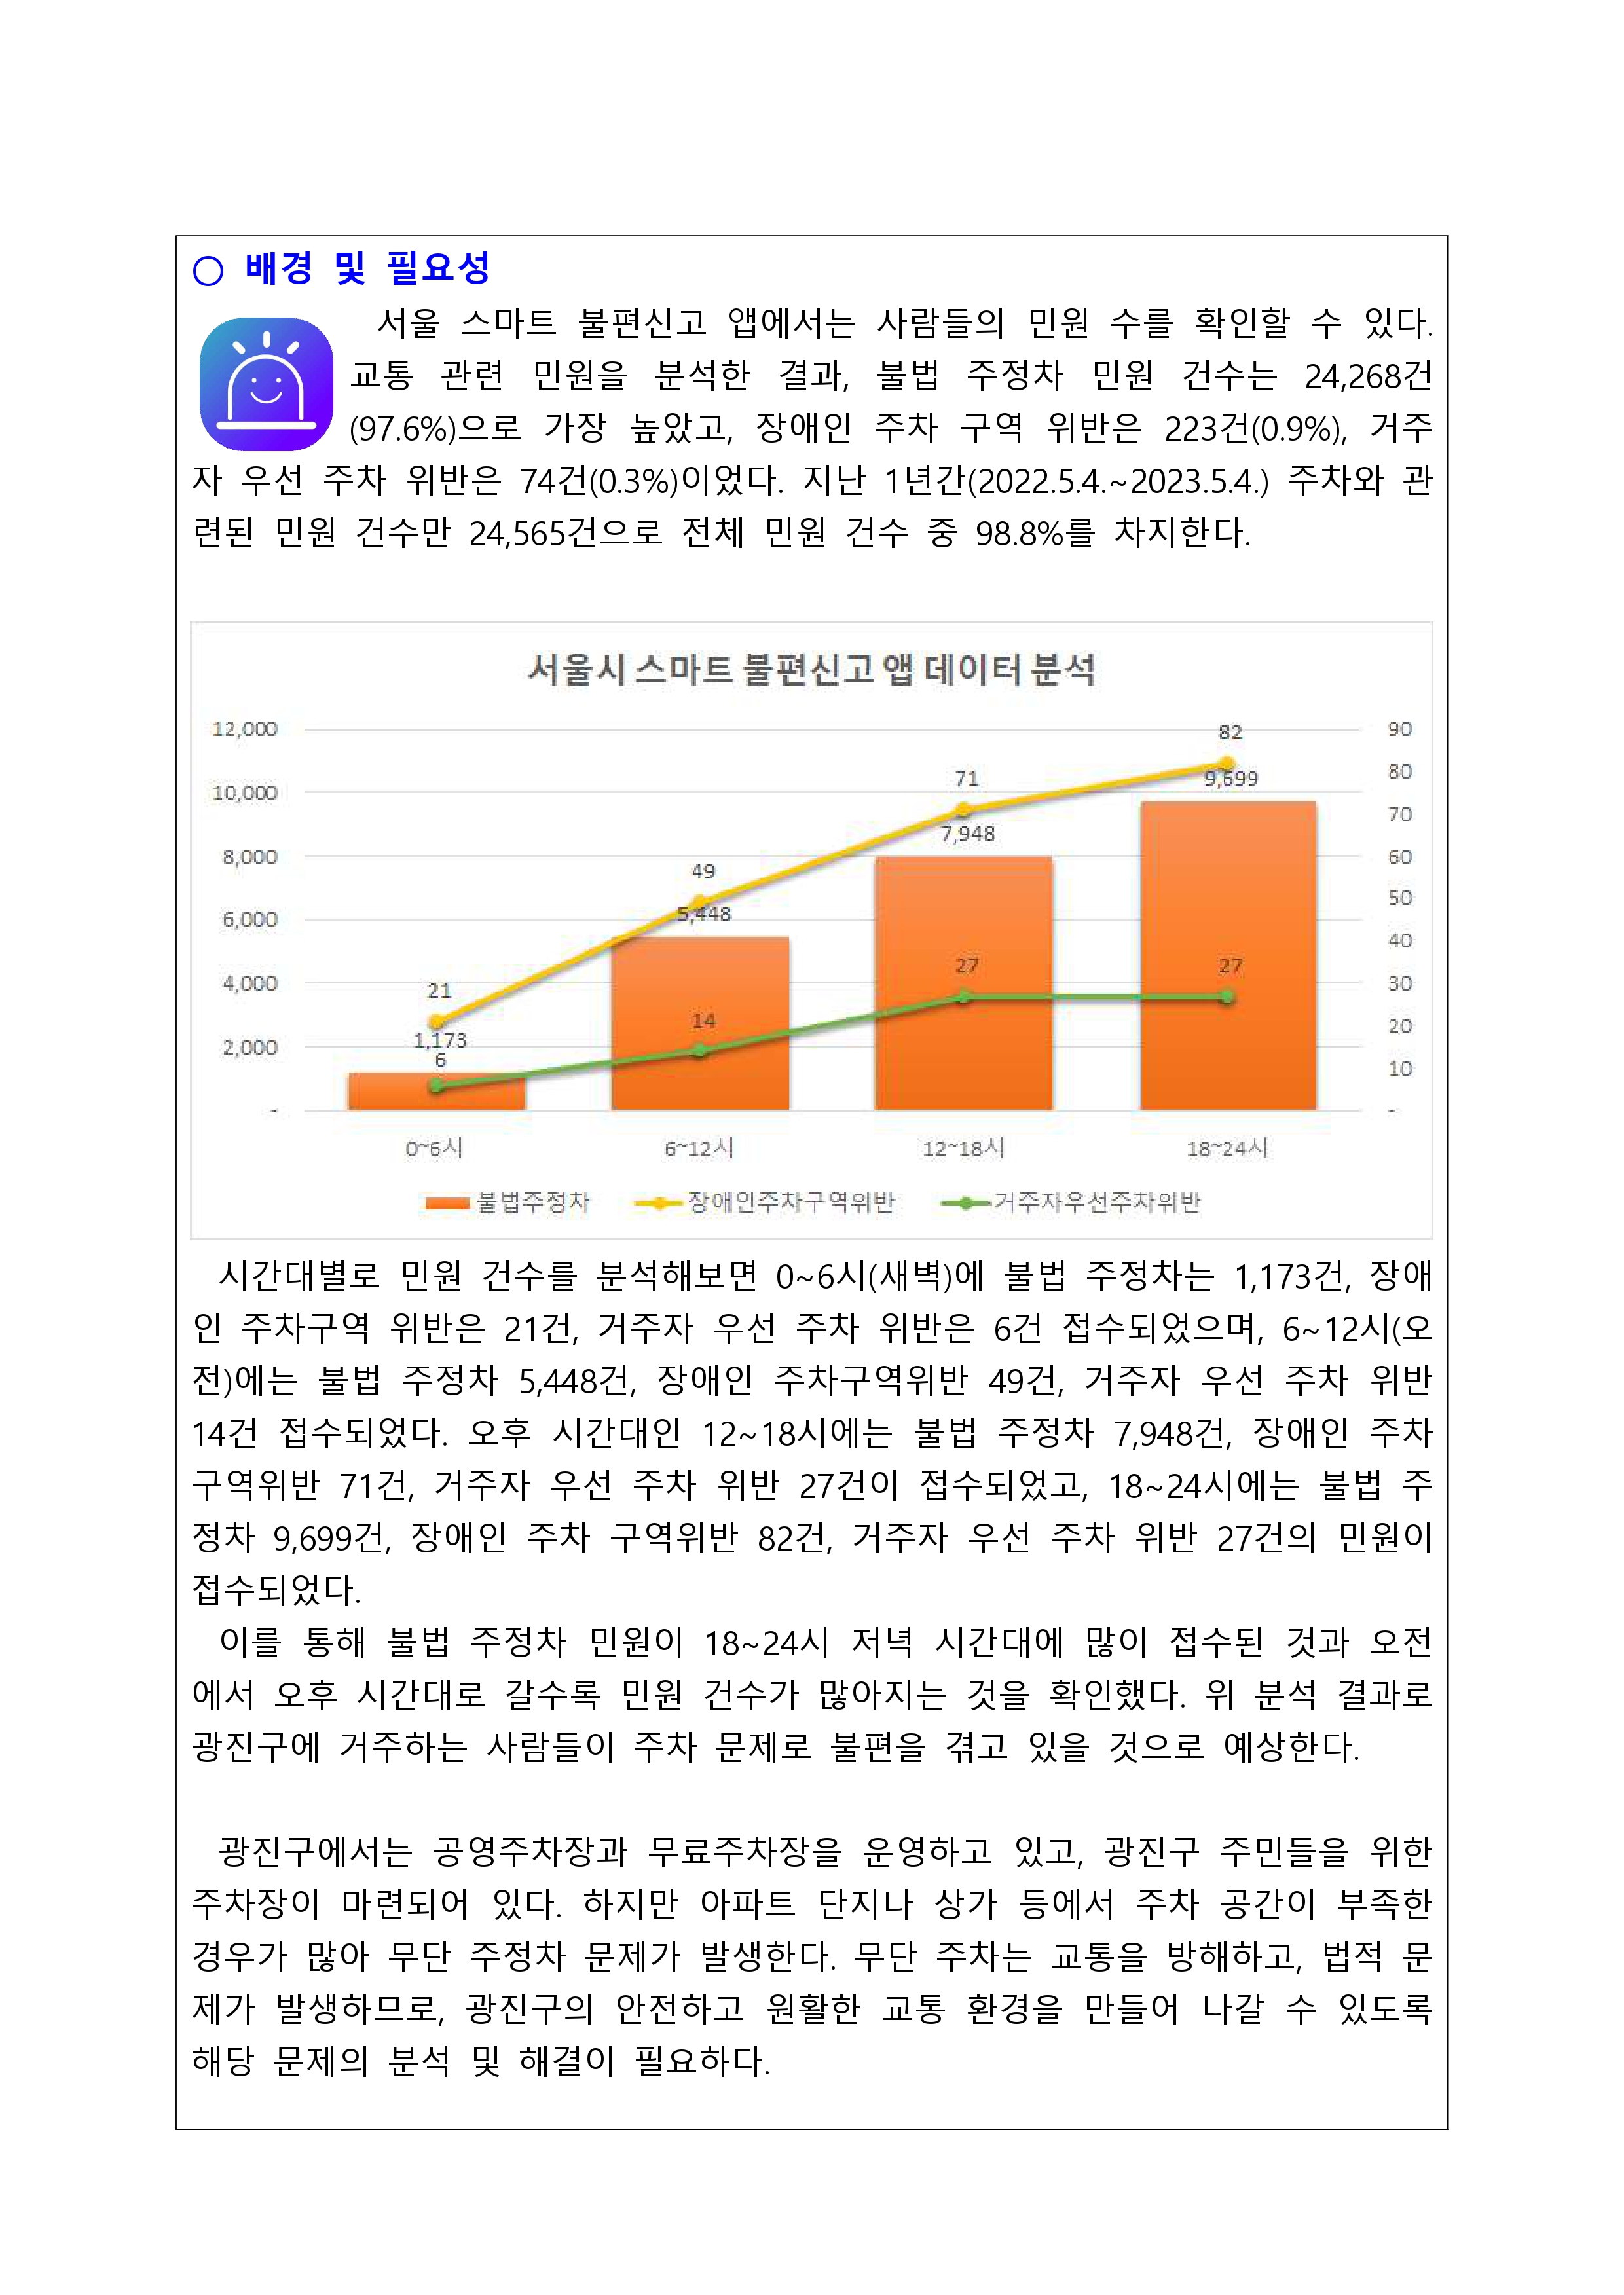 ○ 배경 및 필요성
서울 스마트 불편신고 앱에서는 사람들의 민원 수를 확인할 수 있다.
교통 관련 민원을 분석한 결과, 불법 주정차 민원 건수는 24,268건
(97.6%)으로 가장 높았고, 장애인 주차 구역 위반은 223건(0.9%), 거주
자 우선 주차 위반은 74건(0.3%)이었다. 지난 1년간(2022.5.4.~2023.5.4.) 주차와 관
련된 민원 건수만 24,565건으로 전체 민원 건수 중 98.8%를 차지한다.
서울시 스마트 불편신고 앱 데이터 분석
12,000
10,000
8,000
6,000
4,000
2,000
-
90
80
70
60
50
40
30
20
10
-
21
1,173
6
49
5,448
14
71
7,948
27
82
9,699
27
0~6시
6~12시
12~18시
18~24시
불법주정차
장애인주차구역위반
거주자우선주차위반
시간대별로 민원 건수를 분석해보면 0~6시(새벽)에 불법 주정차는 1,173건, 장애
인 주차구역 위반은 21건, 거주자 우선 주차 위반은 6건 접수되었으며, 6~12시(오
전)에는 불법 주정차 5,448건, 장애인 주차구역위반 49건, 거주자 우선 주차 위반
14건 접수되었다. 오후 시간대인 12~18시에는 불법 주정차 7,948건, 장애인 주차
구역위반 71건, 거주자 우선 주차 위반 27건이 접수되었고, 18~24시에는 불법 주
정차 9,699건, 장애인 주차 구역위반 82건, 거주자 우선 주차 위반 27건의 민원이
접수되었다.
이를 통해 불법 주정차 민원이 18~24시 저녁 시간대에 많이 접수된 것과 오전
에서 오후 시간대로 갈수록 민원 건수가 많아지는 것을 확인했다. 위 분석 결과로
광진구에 거주하는 사람들이 주차 문제로 불편을 겪고 있을 것으로 예상한다.
광진구에서는 공영주차장과 무료주차장을 운영하고 있고, 광진구 주민들을 위한
주차장이 마련되어 있다. 하지만 아파트 단지나 상가 등에서 주차 공간이 부족한
경우가 많아 무단 주정차 문제가 발생한다. 무단 주차는 교통을 방해하고, 법적 문
제가 발생하므로, 광진구의 안전하고 원활한 교통 환경을 만들어 나갈 수 있도록
해당 문제의 분석 및 해결이 필요하다.